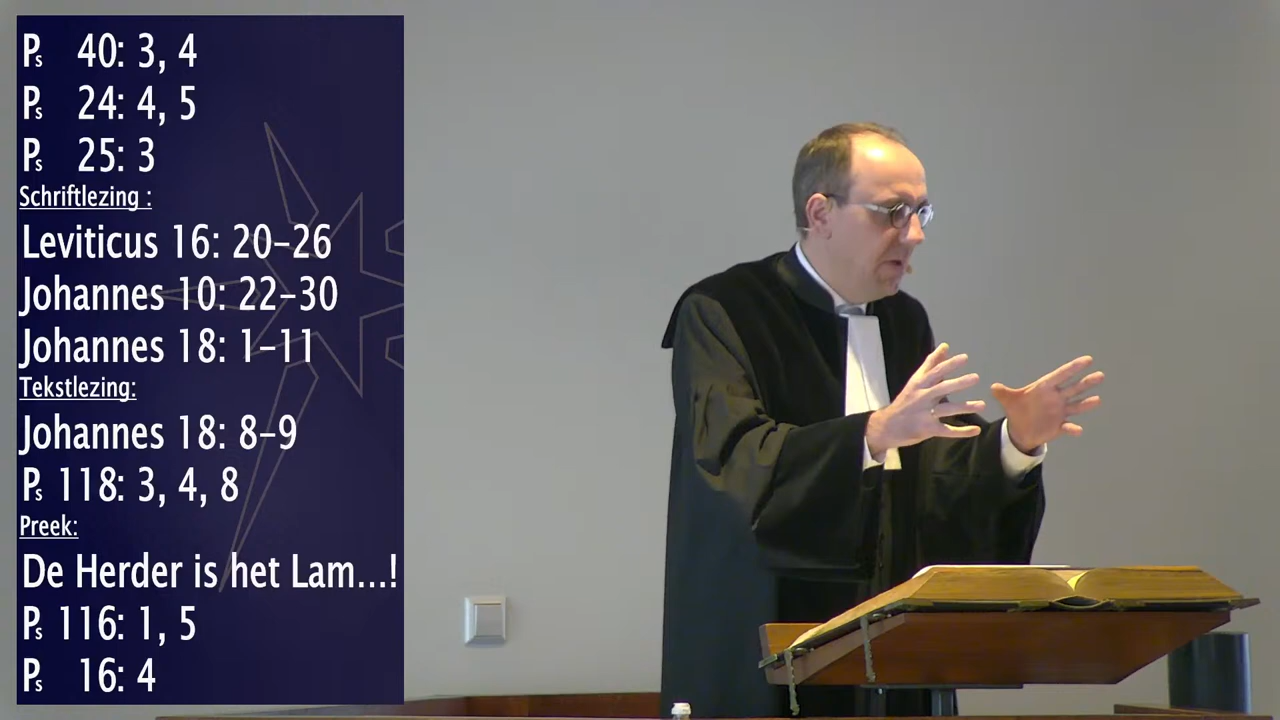 Ps 40: 3, 4
Ps 24: 4, 5
Ps 25: 3
Schriftlezing :
Leviticus 16: 20–26
Johannes 10: 22–30
Johannes 18: 1–11
Tekstlezing:
Johannes 18: 8–9
Ps 118: 3, 4, 8
Preek:
De Herder is het Lam...!
Ps 116: 1, 5
Ps 16: 4